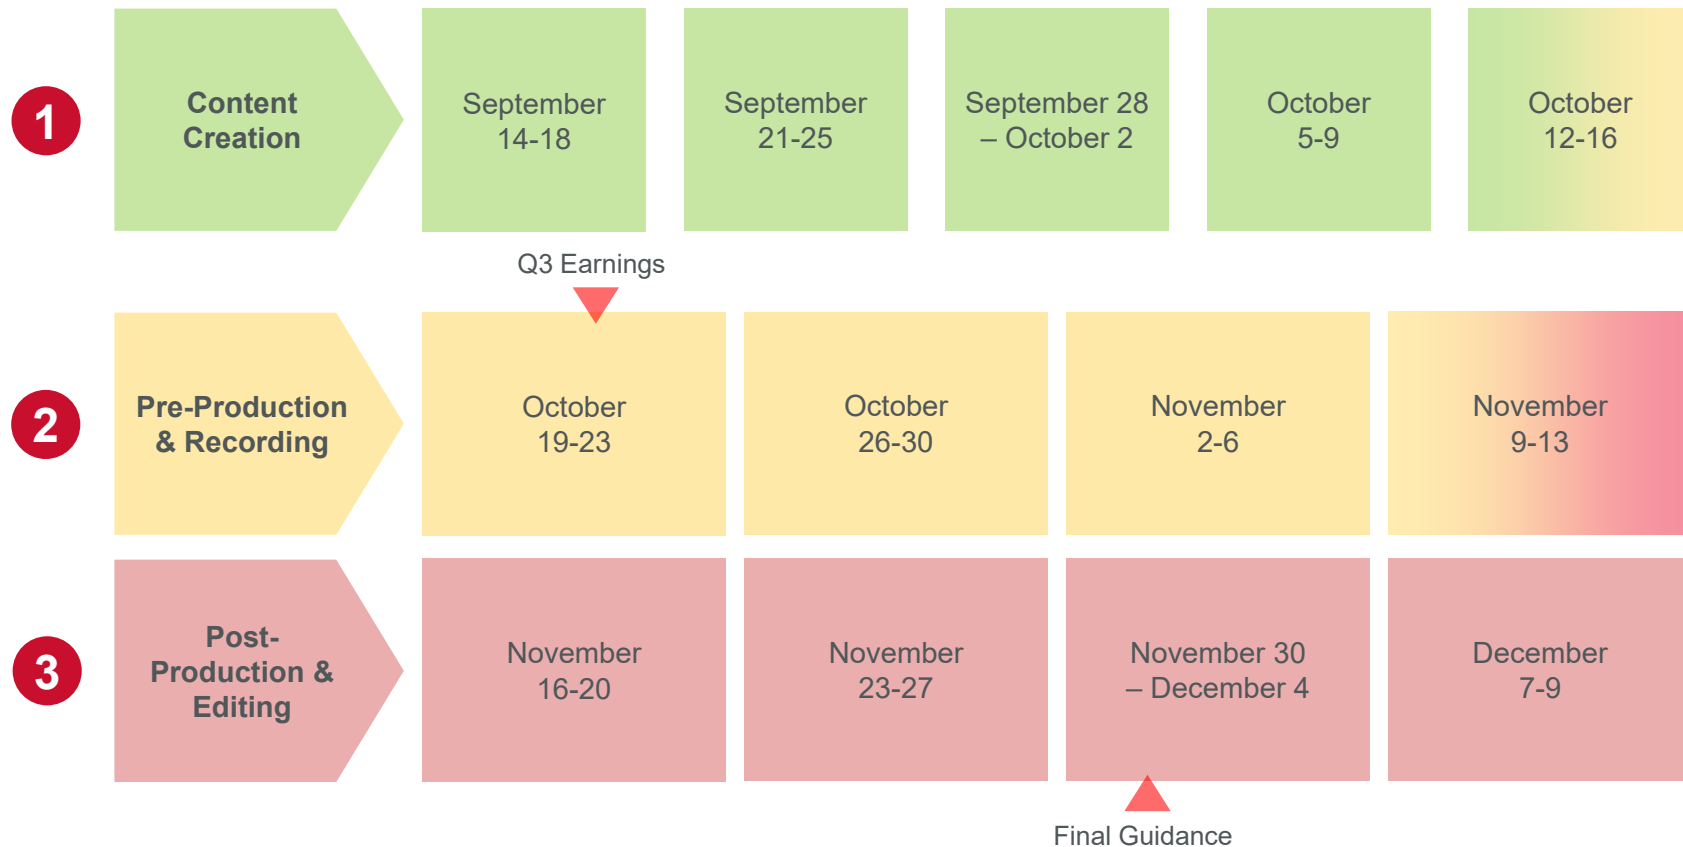 1
Content
Creation
September
14-18
September
21-25
September 28
– October 2
October
5-9
October
12-16
Q3 Earnings
2
Pre-Production
& Recording
October
19-23
October
26-30
November
2-6
November
9-13
3
Post-
Production &
Editing
November
16-20
November
23-27
November 30
– December 4
December
7-9
Final Guidance